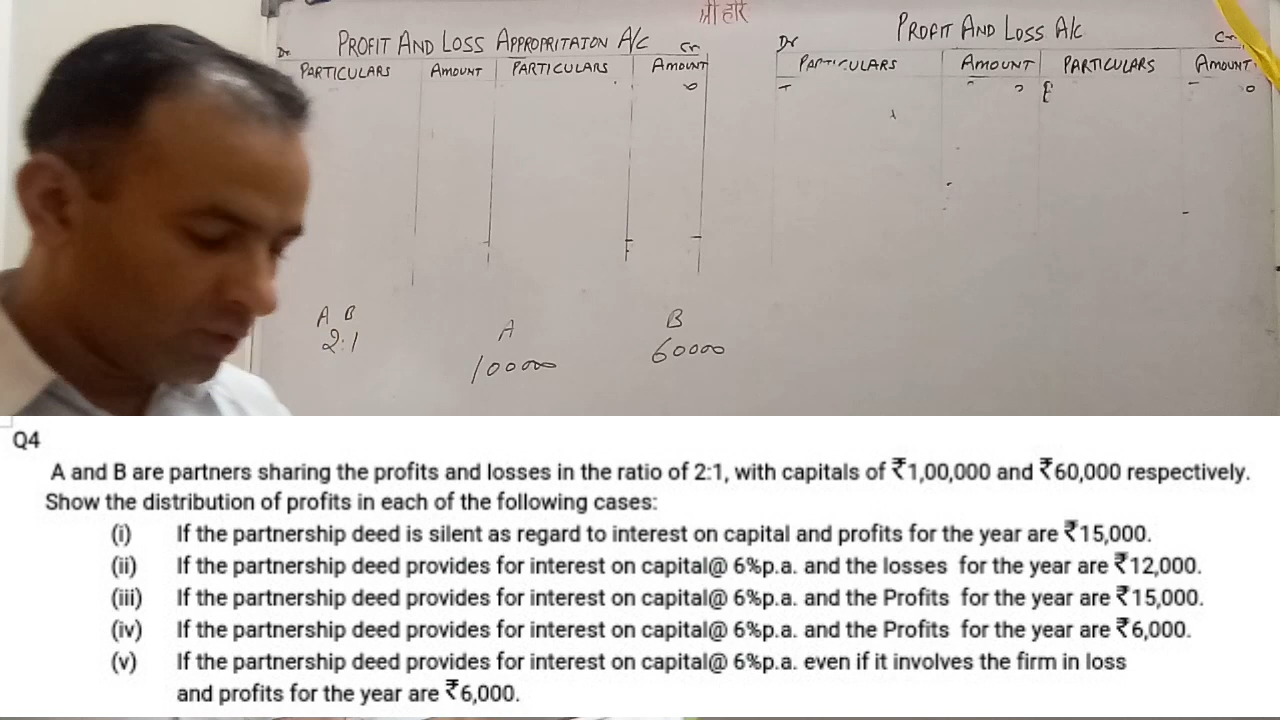 श्री हरि
PROFIT AND LOSS APPROPRITATON A/C
Dr
Cr
PARTICULARS AMOUNT PARTICULARS AMOUNT
PROFIT AND LOSS A/C
Dr
Cr
PARTICULARS AMOUNT PARTICULARS AMOUNT
A B
2:1
A
100000
B
60000
Q4
A and B are partners sharing the profits and losses in the ratio of 2:1, with capitals of ₹1,00,000 and ₹60,000 respectively.
Show the distribution of profits in each of the following cases:
(i) If the partnership deed is silent as regard to interest on capital and profits for the year are ₹15,000.
(ii) If the partnership deed provides for interest on capital@ 6%p.a. and the losses for the year are ₹12,000.
(iii) If the partnership deed provides for interest on capital@ 6%p.a. and the Profits for the year are ₹15,000.
(iv) If the partnership deed provides for interest on capital@ 6%p.a. and the Profits for the year are ₹6,000.
(v) If the partnership deed provides for interest on capital@ 6%p.a. even if it involves the firm in loss
and profits for the year are ₹6,000.